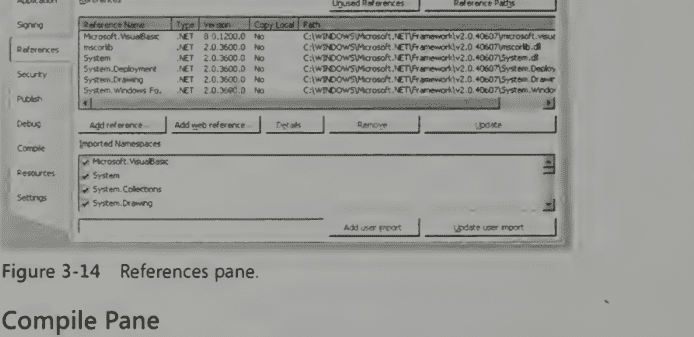 Application References Unused References Reference Paths
Signing
References
Security
Publish
Debug
Compile
Resources
Settings
Reference Name Type Version Copy Local Path
Microsoft.VisualBasic .NET 8.0.1200.0 No C:\WINDOWS\Microsoft.NET\Framework\v2.0.40607\microsoft.visua
mscorlib .NET 2.0.3600.0 No C:\WINDOWS\Microsoft.NET\Framework\v2.0.40607\mscorlib.dll
System .NET 2.0.3600.0 No C:\WINDOWS\Microsoft.NET\Framework\v2.0.40607\System.dll
System.Deployment .NET 2.0.3600.0 No C:\WINDOWS\Microsoft.NET\Framework\v2.0.40607\System.Deploy
System.Drawing .NET 2.0.3600.0 No C:\WINDOWS\Microsoft.NET\Framework\v2.0.40607\System.Drawin
System.Windows.Fo... .NET 2.0.3600.0 No C:\WINDOWS\Microsoft.NET\Framework\v2.0.40607\System.Windo
Add reference... Add web reference... Details Remove Update
Imported Namespaces
Microsoft.VisualBasic
System
System.Collections
System.Drawing
Add user import Update user import
Figure 3-14 References pane.
Compile Pane